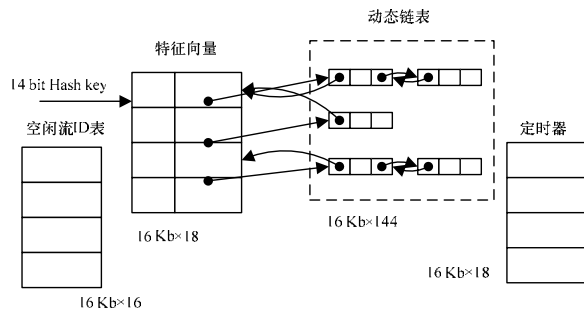 动态链表
特征向量
14 bit Hash key
空闲流ID表
定时器
16 Kb×18
16 Kb×144
16 Kb×18
16 Kb×16